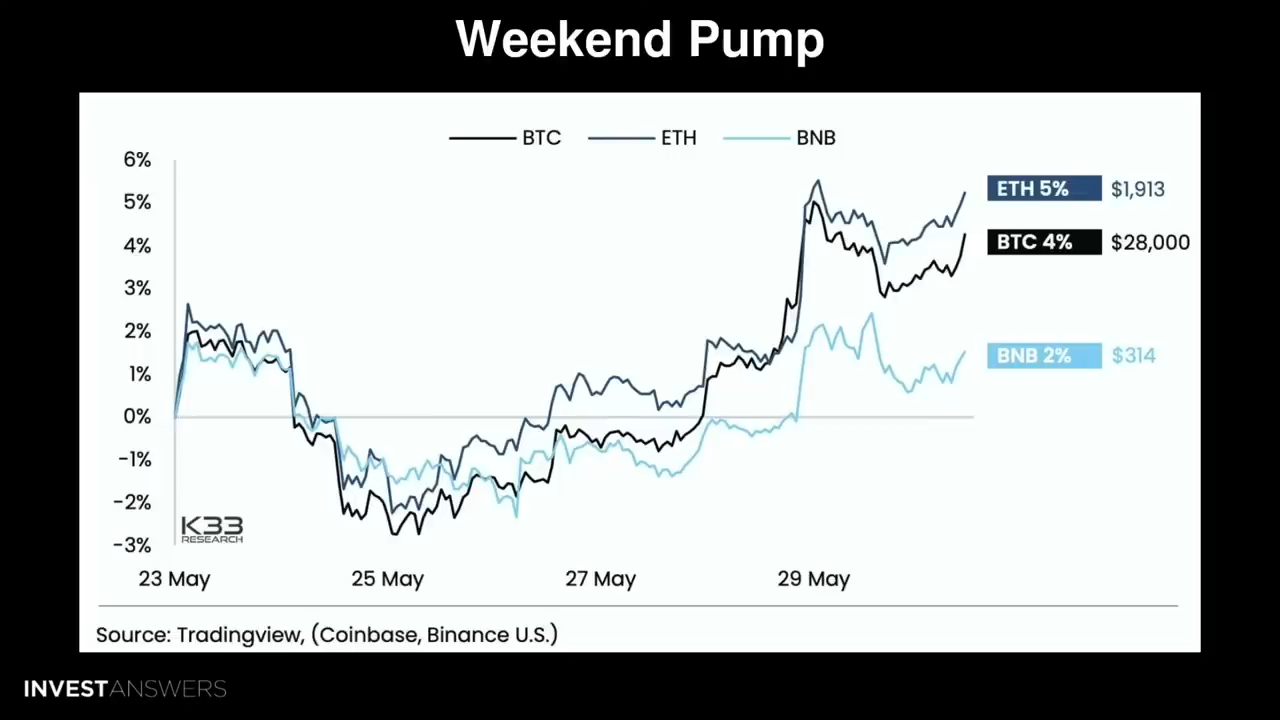 Weekend Pump
BTC ETH BNB
6%
5%
4%
3%
2%
1%
0%
−1%
−2%
−3%
ETH 5% $1,913
BTC 4% $28,000
BNB 2% $314
K33
RESEARCH
23 May 25 May 27 May 29 May
Source: Tradingview, (Coinbase, Binance U.S.)
INVESTANSWERS